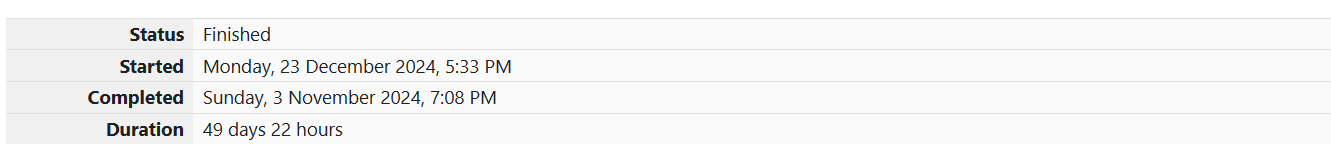 Status Finished
Started Monday, 23 December 2024, 5:33 PM
Completed Sunday, 3 November 2024, 7:08 PM
Duration 49 days 22 hours